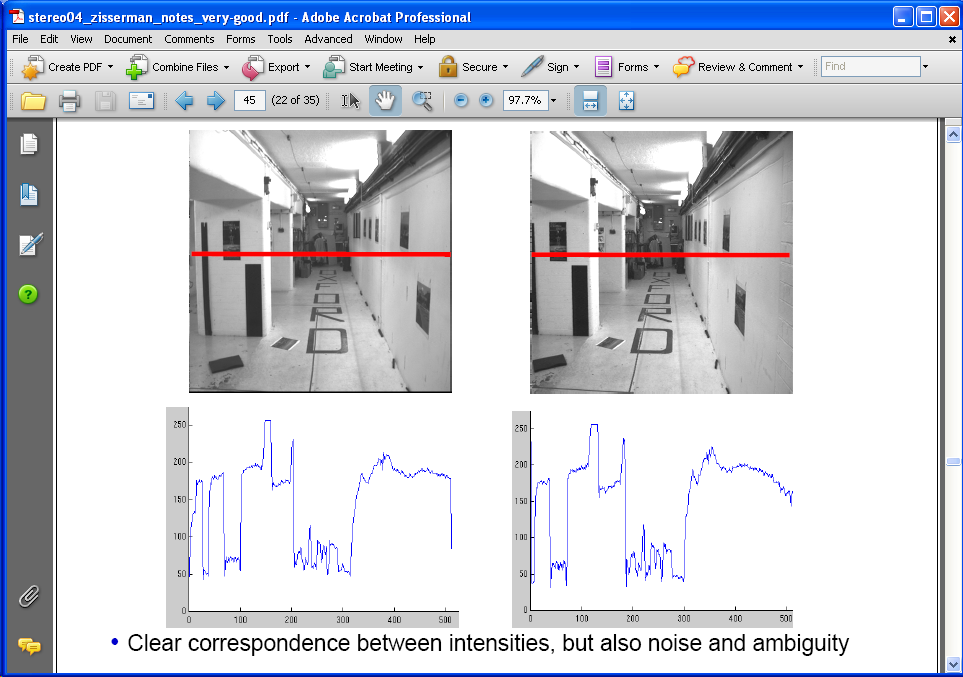 stereo04_zisserman_notes_very-good.pdf - Adobe Acrobat Professional
File Edit View Document Comments Forms Tools Advanced Window Help
Create PDF Combine Files Export Start Meeting Secure Sign Forms Review & Comment Find
45 (22 of 35) 97.7%
OXFORD
OXFORD
250
200
150
100
50
0
0 100 200 300 400 500
250
200
150
100
50
0
0 100 200 300 400 500
• Clear correspondence between intensities, but also noise and ambiguity